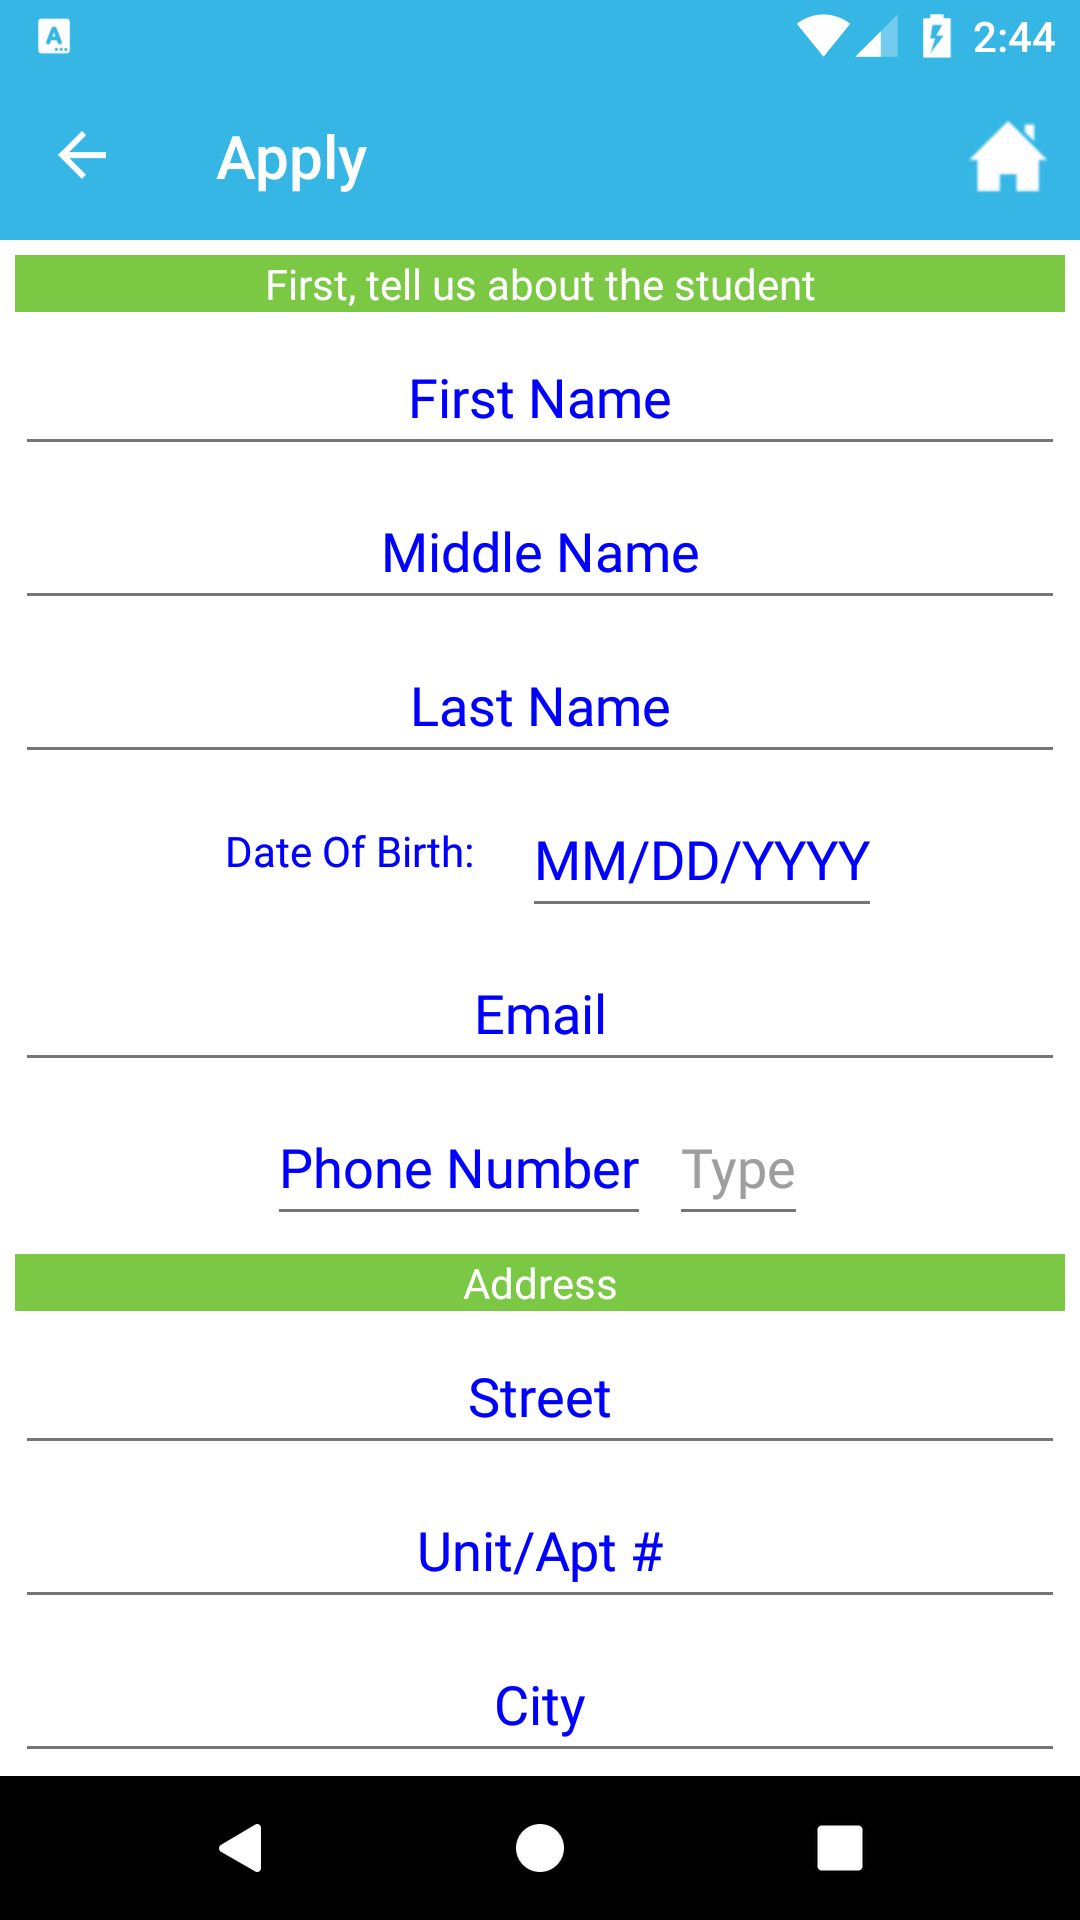 2:44
Apply
First, tell us about the student
First Name
Middle Name
Last Name
Date Of Birth: MM/DD/YYYY
Email
Phone Number Type
Address
Street
Unit/Apt #
City